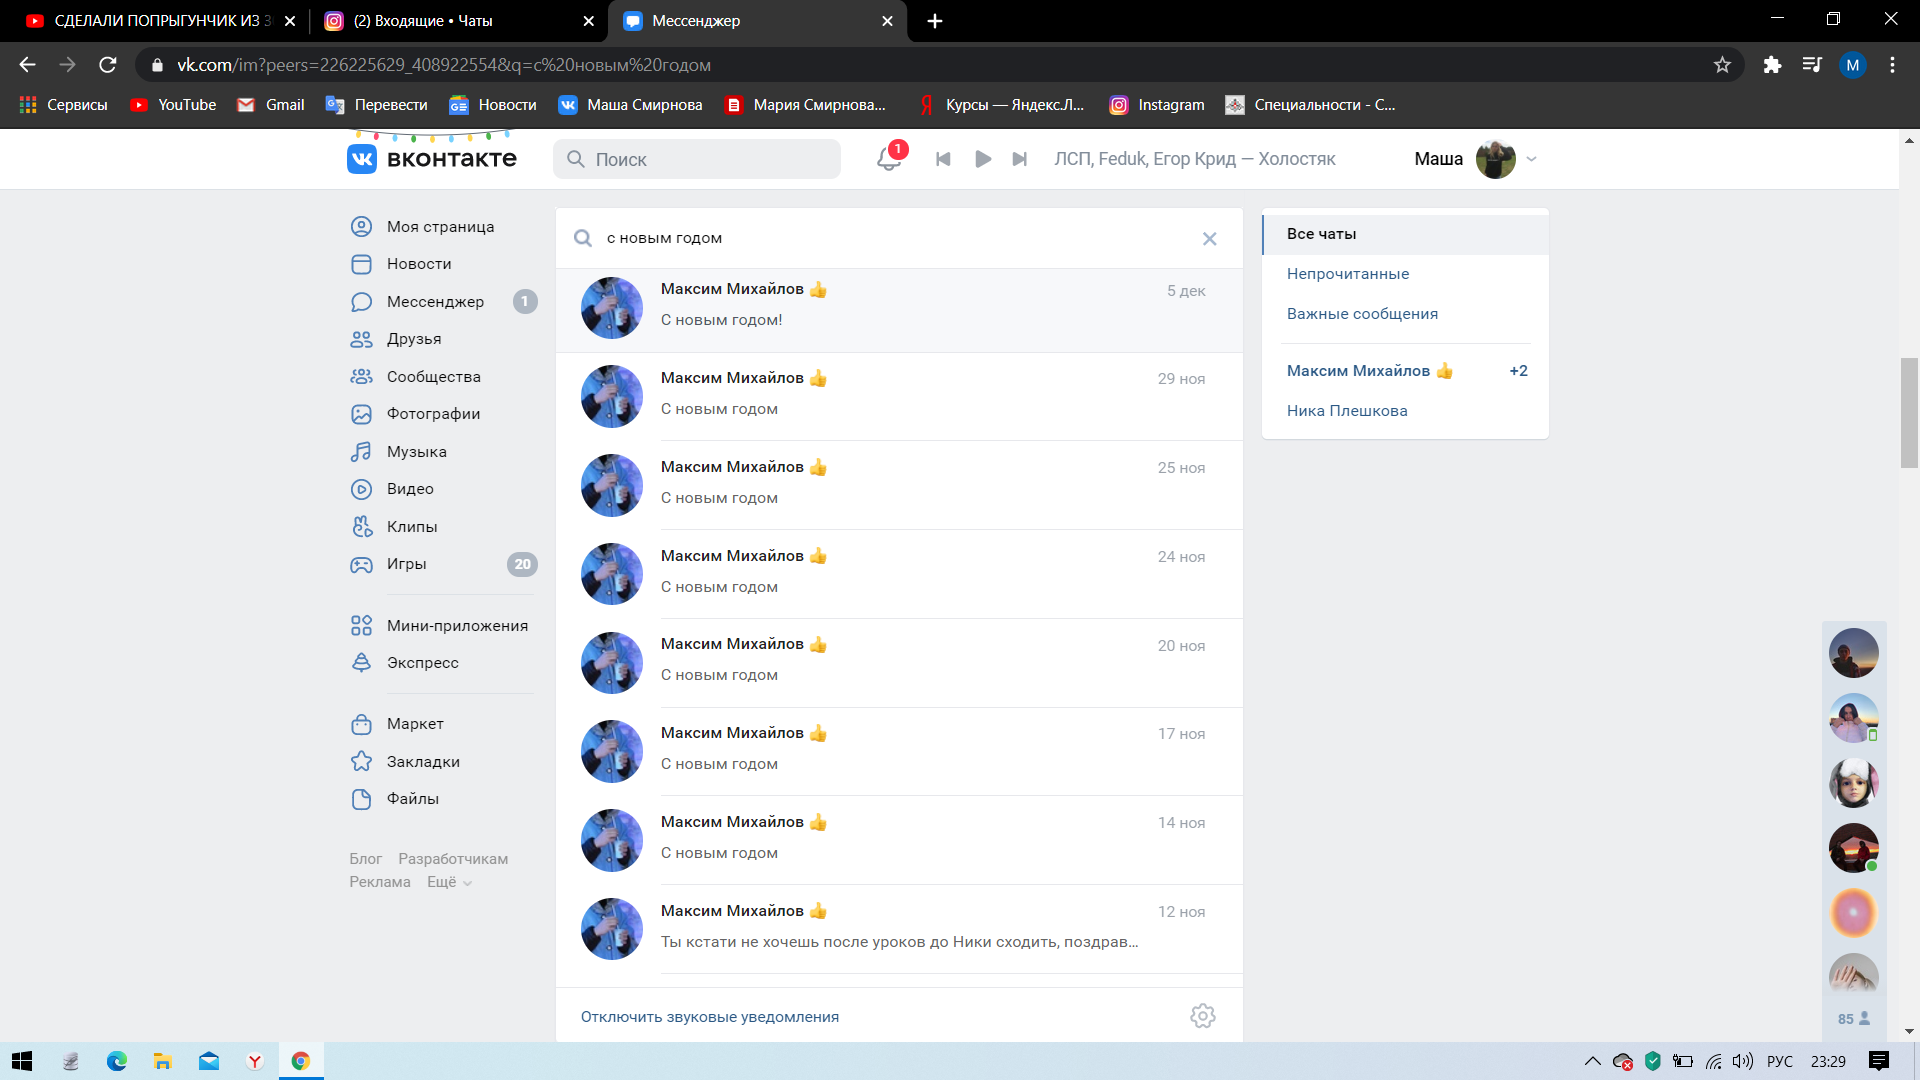 СДЕЛАЛИ ПОПРЫГУНЧИК ИЗ
(2) Входящие • Чаты
Мессенджер
vk.com/im?peers=226225629_408922554&q=с%20новым%20годом
M
Сервисы
YouTube
Gmail
Перевести
Новости
Маша Смирнова
Мария Смирнова...
Курсы — Яндекс.Л...
Instagram
Специальности - С...
вконтакте
Поиск
1
ЛСП, Feduk, Егор Крид — Холостяк
Маша
Моя страница
Новости
Мессенджер 1
Друзья
Сообщества
Фотографии
Музыка
Видео
Клипы
Игры 20
Мини-приложения
Экспресс
Маркет
Закладки
Файлы
Блог Разработчикам
Реклама Ещё
с новым годом
Максим Михайлов 👍 5 дек
С новым годом!
Максим Михайлов 👍 29 ноя
С новым годом
Максим Михайлов 👍 25 ноя
С новым годом
Максим Михайлов 👍 24 ноя
С новым годом
Максим Михайлов 👍 20 ноя
С новым годом
Максим Михайлов 👍 17 ноя
С новым годом
Максим Михайлов 👍 14 ноя
С новым годом
Максим Михайлов 👍 12 ноя
Ты кстати не хочешь после уроков до Ники сходить, поздрав...
Отключить звуковые уведомления
Все чаты
Непрочитанные
Важные сообщения
Максим Михайлов 👍 +2
Ника Плешкова
85
РУС
23:29